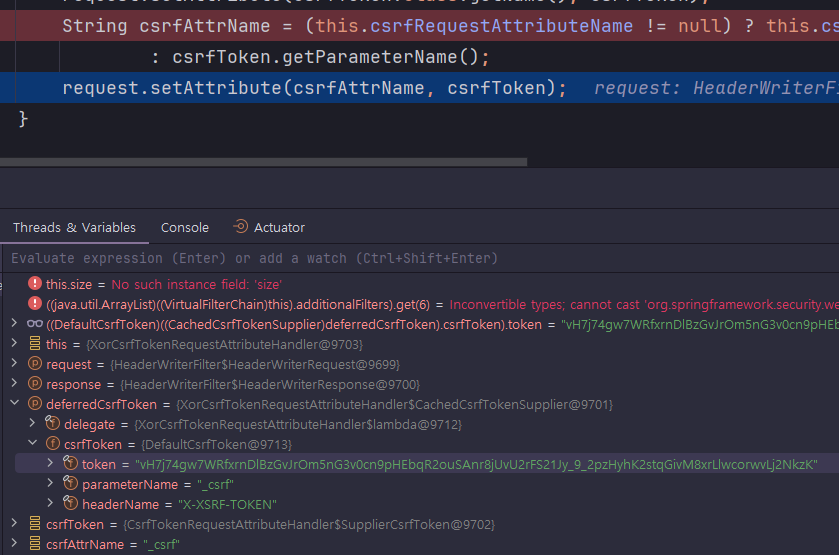 String csrfAttrName = (this.csrfRequestAttributeName != null) ? this.cs
: csrfToken.getParameterName();
request.setAttribute(csrfAttrName, csrfToken); request: HeaderWriterF
}
Threads & Variables Console Actuator
Evaluate expression (Enter) or add a watch (Ctrl+Shift+Enter)
this.size = No such instance field: 'size'
((java.util.ArrayList)((VirtualFilterChain)this).additionalFilters).get(6) = Inconvertible types; cannot cast 'org.springframework.security.we
((DefaultCsrfToken)((CachedCsrfTokenSupplier)deferredCsrfToken).csrfToken).token = "vH7j74gw7WRfxrnDlBzGvJrOm5nG3v0cn9pHEb
this = {XorCsrfTokenRequestAttributeHandler@9703}
request = {HeaderWriterFilter$HeaderWriterRequest@9699}
response = {HeaderWriterFilter$HeaderWriterResponse@9700}
deferredCsrfToken = {XorCsrfTokenRequestAttributeHandler$CachedCsrfTokenSupplier@9701}
delegate = {XorCsrfTokenRequestAttributeHandler$lambda@9712}
csrfToken = {DefaultCsrfToken@9713}
token = "vH7j74gw7WRfxrnDlBzGvJrOm5nG3v0cn9pHEbqR2ouSAnr8jUvU2rFS21Jy_9_2pzHyhK2stqGivM8xrLlwcorwvLj2NkzK"
parameterName = "_csrf"
headerName = "X-XSRF-TOKEN"
csrfToken = {CsrfTokenRequestAttributeHandler$SupplierCsrfToken@9702}
csrfAttrName = "_csrf"